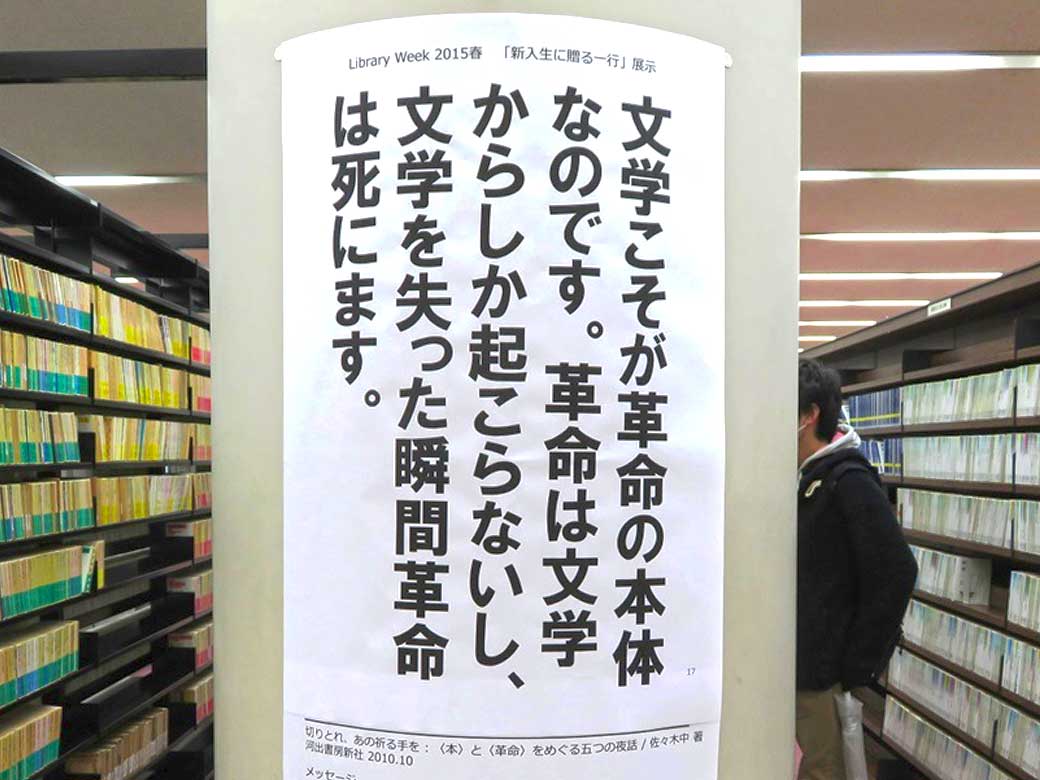 Library Week 2015春 「新入生に贈る一行」展示
文学こそが革命の本体
なのです。革命は文学
からしか起こらないし、
文学を失った瞬間革命
は死にます。
17
切りとれ、あの祈る手を：〈本〉と〈革命〉をめぐる五つの夜話 / 佐々木中 著
河出書房新社 2010.10
メッセージ